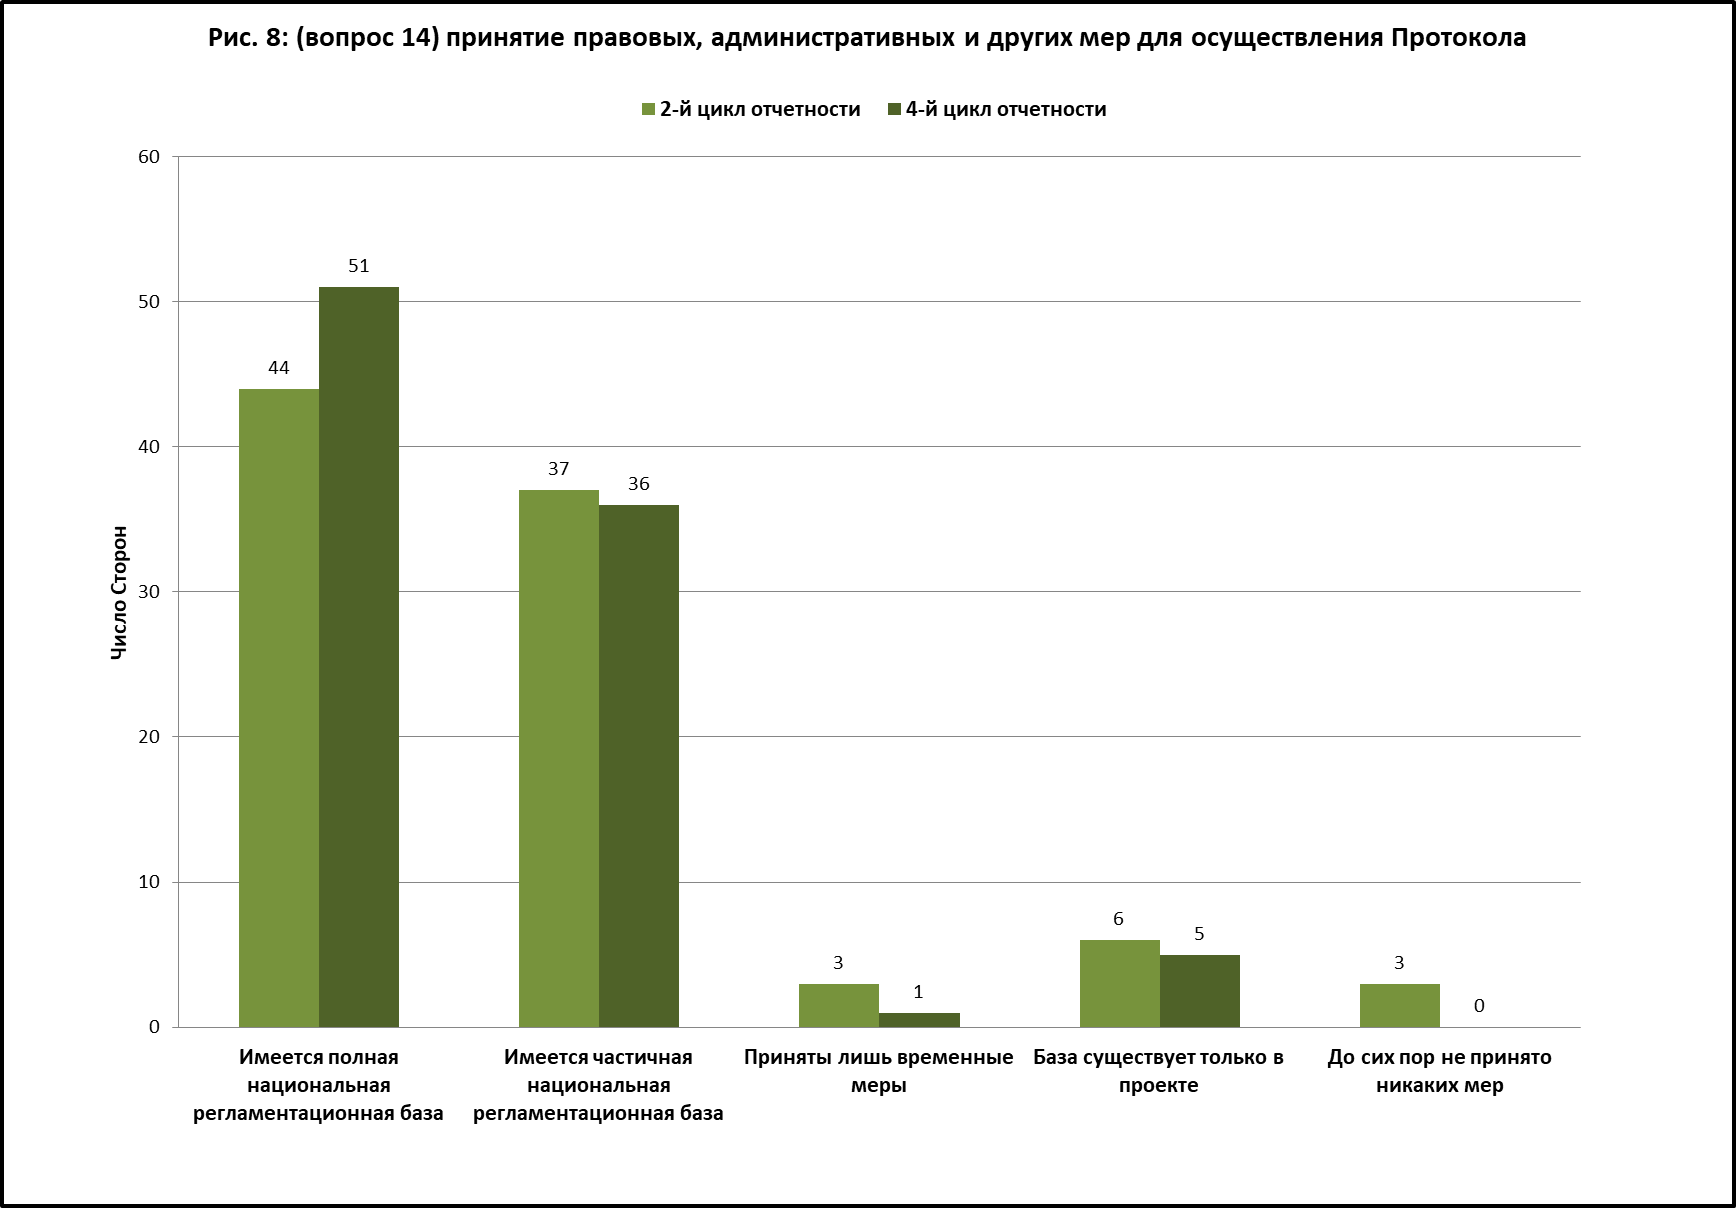 Рис. 8: (вопрос 14) принятие правовых, административных и других мер для осуществления Протокола
2-й цикл отчетности 4-й цикл отчетности
60
50
40
30
20
10
0
Число Сторон
44
51
37
36
3
1
6
5
3
0
Имеется полная
национальная
регламентационная база
Имеется частичная
национальная
регламентационная база
Приняты лишь временные
меры
База существует только в
проекте
До сих пор не принято
никаких мер